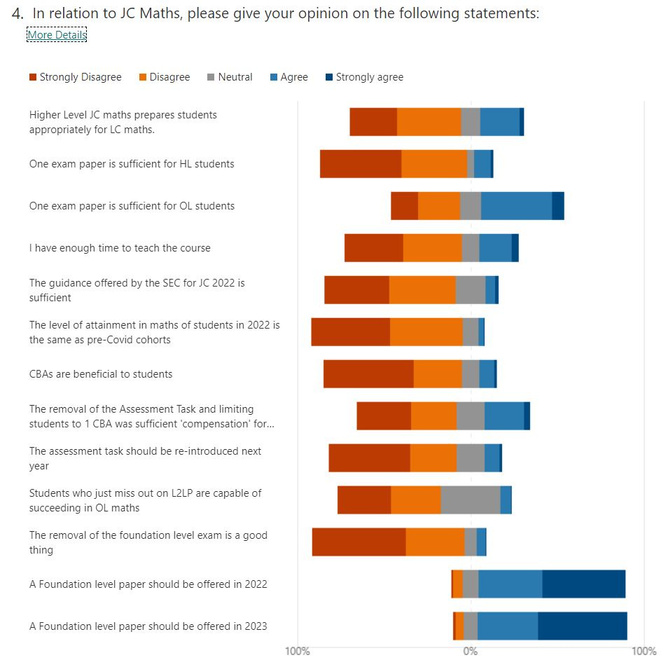 4. In relation to JC Maths, please give your opinion on the following statements:
More Details
Strongly Disagree Disagree Neutral Agree Strongly agree
Higher Level JC maths prepares students
appropriately for LC maths.
One exam paper is sufficient for HL students
One exam paper is sufficient for OL students
I have enough time to teach the course
The guidance offered by the SEC for JC 2022 is
sufficient
The level of attainment in maths of students in 2022 is
the same as pre-Covid cohorts
CBAs are beneficial to students
The removal of the Assessment Task and limiting
students to 1 CBA was sufficient 'compensation' for...
The assessment task should be re-introduced next
year
Students who just miss out on L2LP are capable of
succeeding in OL maths
The removal of the foundation level exam is a good
thing
A Foundation level paper should be offered in 2022
A Foundation level paper should be offered in 2023
100% 0% 100%